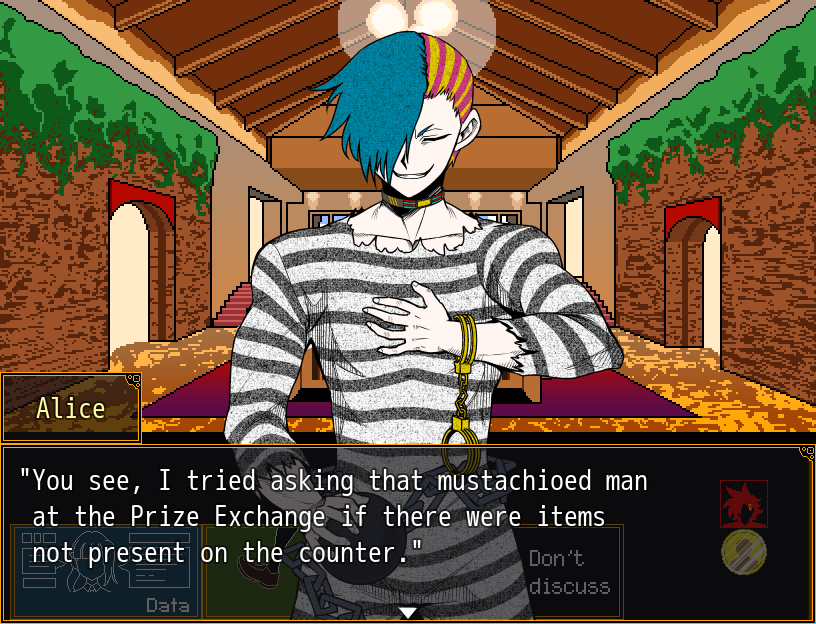 Alice
"You see, I tried asking that mustachioed man
at the Prize Exchange if there were items
not present on the counter."
Data
Don't
discuss